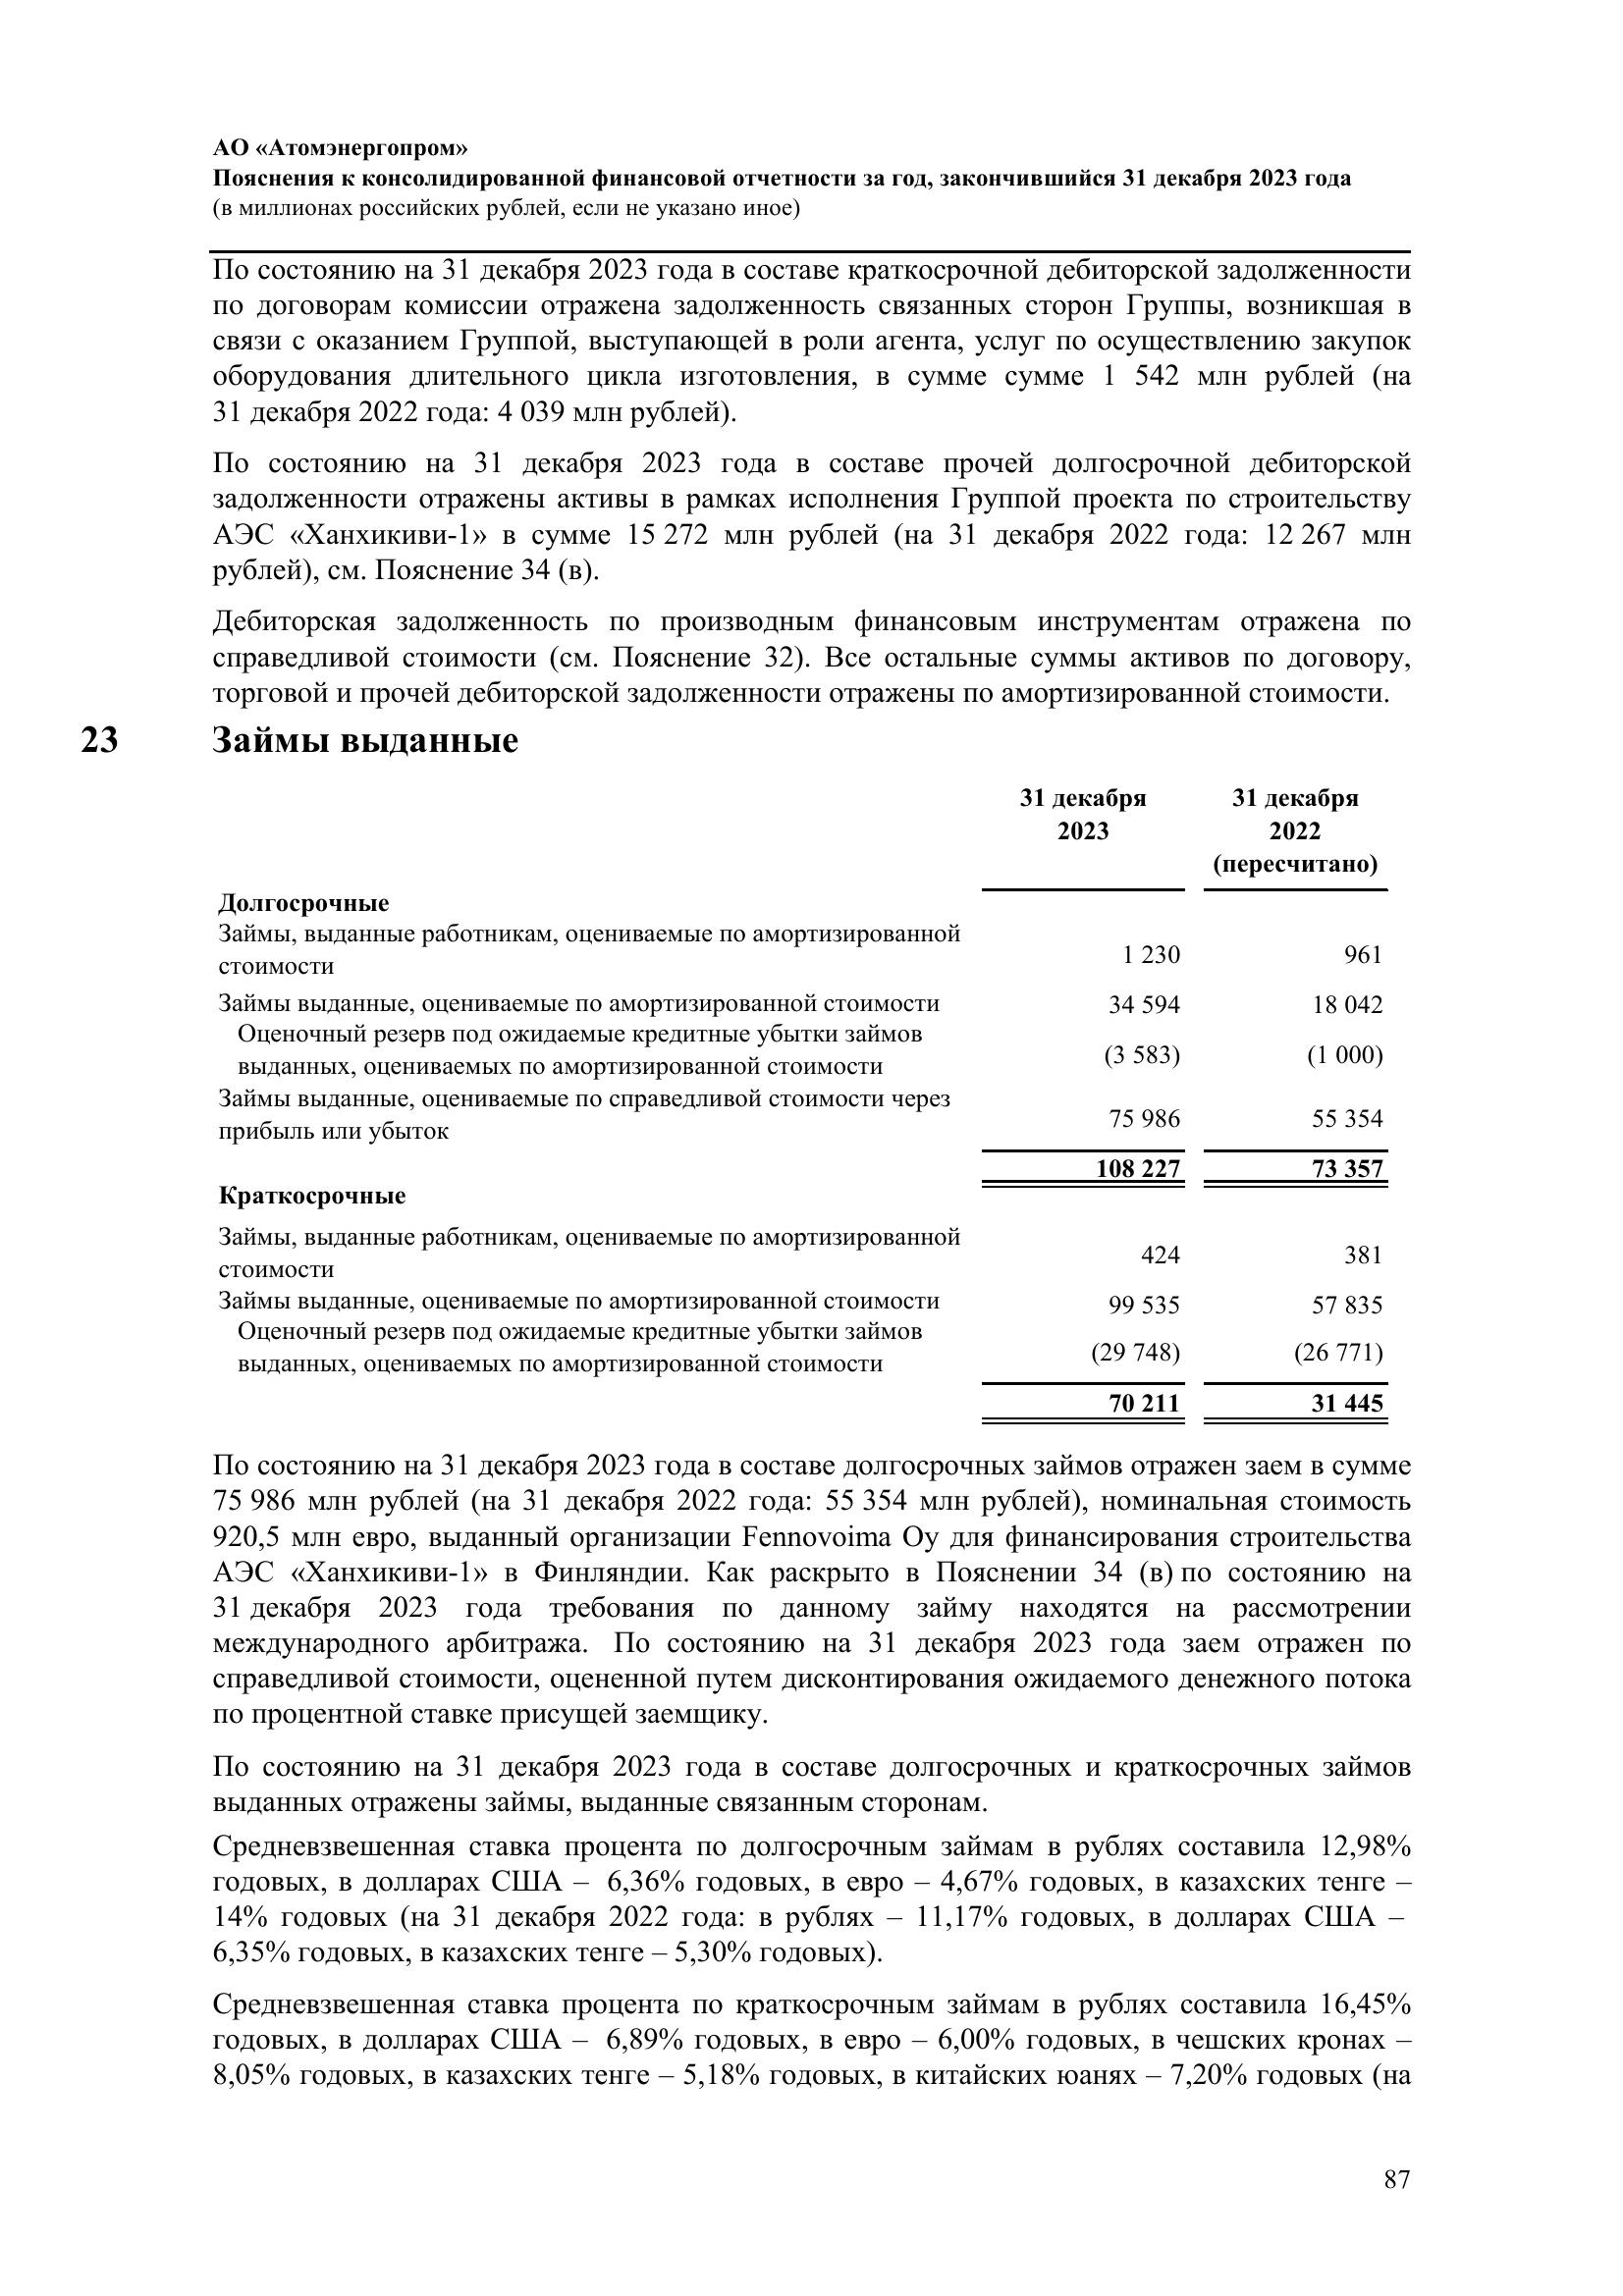 АО «Атомэнергопром»
Пояснения к консолидированной финансовой отчетности за год, закончившийся 31 декабря 2023 года
(в миллионах российских рублей, если не указано иное)
По состоянию на 31 декабря 2023 года в составе краткосрочной дебиторской задолженности
по договорам комиссии отражена задолженность связанных сторон Группы, возникшая в
связи с оказанием Группой, выступающей в роли агента, услуг по осуществлению закупок
оборудования длительного цикла изготовления, в сумме сумме 1 542 млн рублей (на
31 декабря 2022 года: 4 039 млн рублей).
По состоянию на 31 декабря 2023 года в составе прочей долгосрочной дебиторской
задолженности отражены активы в рамках исполнения Группой проекта по строительству
АЭС «Ханхикиви-1» в сумме 15 272 млн рублей (на 31 декабря 2022 года: 12 267 млн
рублей), см. Пояснение 34 (в).
Дебиторская задолженность по производным финансовым инструментам отражена по
справедливой стоимости (см. Пояснение 32). Все остальные суммы активов по договору,
торговой и прочей дебиторской задолженности отражены по амортизированной стоимости.
23 Займы выданные
31 декабря 31 декабря
2023 2022
(пересчитано)
Долгосрочные
Займы, выданные работникам, оцениваемые по амортизированной
стоимости 1 230 961
Займы выданные, оцениваемые по амортизированной стоимости 34 594 18 042
Оценочный резерв под ожидаемые кредитные убытки займов
выданных, оцениваемых по амортизированной стоимости (3 583) (1 000)
Займы выданные, оцениваемые по справедливой стоимости через
прибыль или убыток 75 986 55 354
108 227 73 357
Краткосрочные
Займы, выданные работникам, оцениваемые по амортизированной
стоимости 424 381
Займы выданные, оцениваемые по амортизированной стоимости 99 535 57 835
Оценочный резерв под ожидаемые кредитные убытки займов
выданных, оцениваемых по амортизированной стоимости (29 748) (26 771)
70 211 31 445
По состоянию на 31 декабря 2023 года в составе долгосрочных займов отражен заем в сумме
75 986 млн рублей (на 31 декабря 2022 года: 55 354 млн рублей), номинальная стоимость
920,5 млн евро, выданный организации Fennovoima Oy для финансирования строительства
АЭС «Ханхикиви-1» в Финляндии. Как раскрыто в Пояснении 34 (в) по состоянию на
31 декабря 2023 года требования по данному займу находятся на рассмотрении
международного арбитража. По состоянию на 31 декабря 2023 года заем отражен по
справедливой стоимости, оцененной путем дисконтирования ожидаемого денежного потока
по процентной ставке присущей заемщику.
По состоянию на 31 декабря 2023 года в составе долгосрочных и краткосрочных займов
выданных отражены займы, выданные связанным сторонам.
Средневзвешенная ставка процента по долгосрочным займам в рублях составила 12,98%
годовых, в долларах США – 6,36% годовых, в евро – 4,67% годовых, в казахских тенге –
14% годовых (на 31 декабря 2022 года: в рублях – 11,17% годовых, в долларах США –
6,35% годовых, в казахских тенге – 5,30% годовых).
Средневзвешенная ставка процента по краткосрочным займам в рублях составила 16,45%
годовых, в долларах США – 6,89% годовых, в евро – 6,00% годовых, в чешских кронах –
8,05% годовых, в казахских тенге – 5,18% годовых, в китайских юанях – 7,20% годовых (на
87